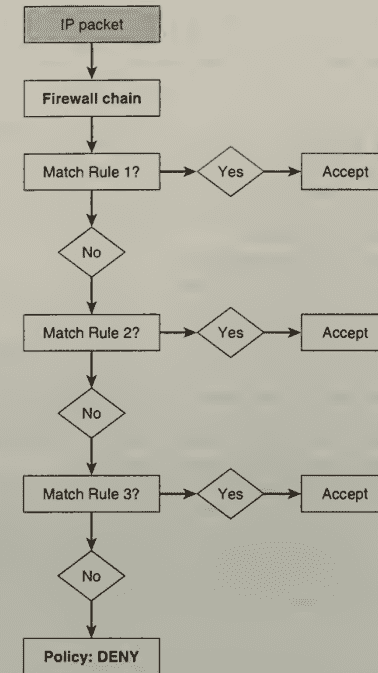 IP packet
Firewall chain
Match Rule 1?
Yes
Accept
No
Match Rule 2?
Yes
Accept
No
Match Rule 3?
Yes
Accept
No
Policy: DENY